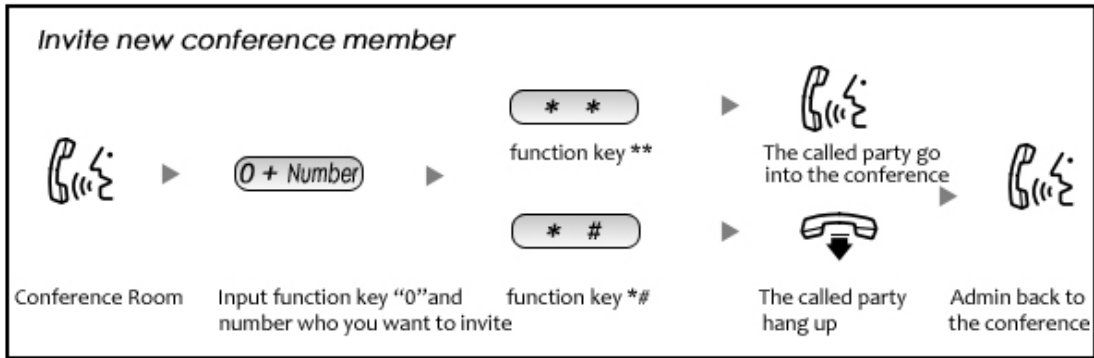 Invite new conference member
* *
function key **
The called party go
into the conference
0 + Number
* #
Conference Room
Input function key “0”and
number who you want to invite
function key *#
The called party
hang up
Admin back to
the conference